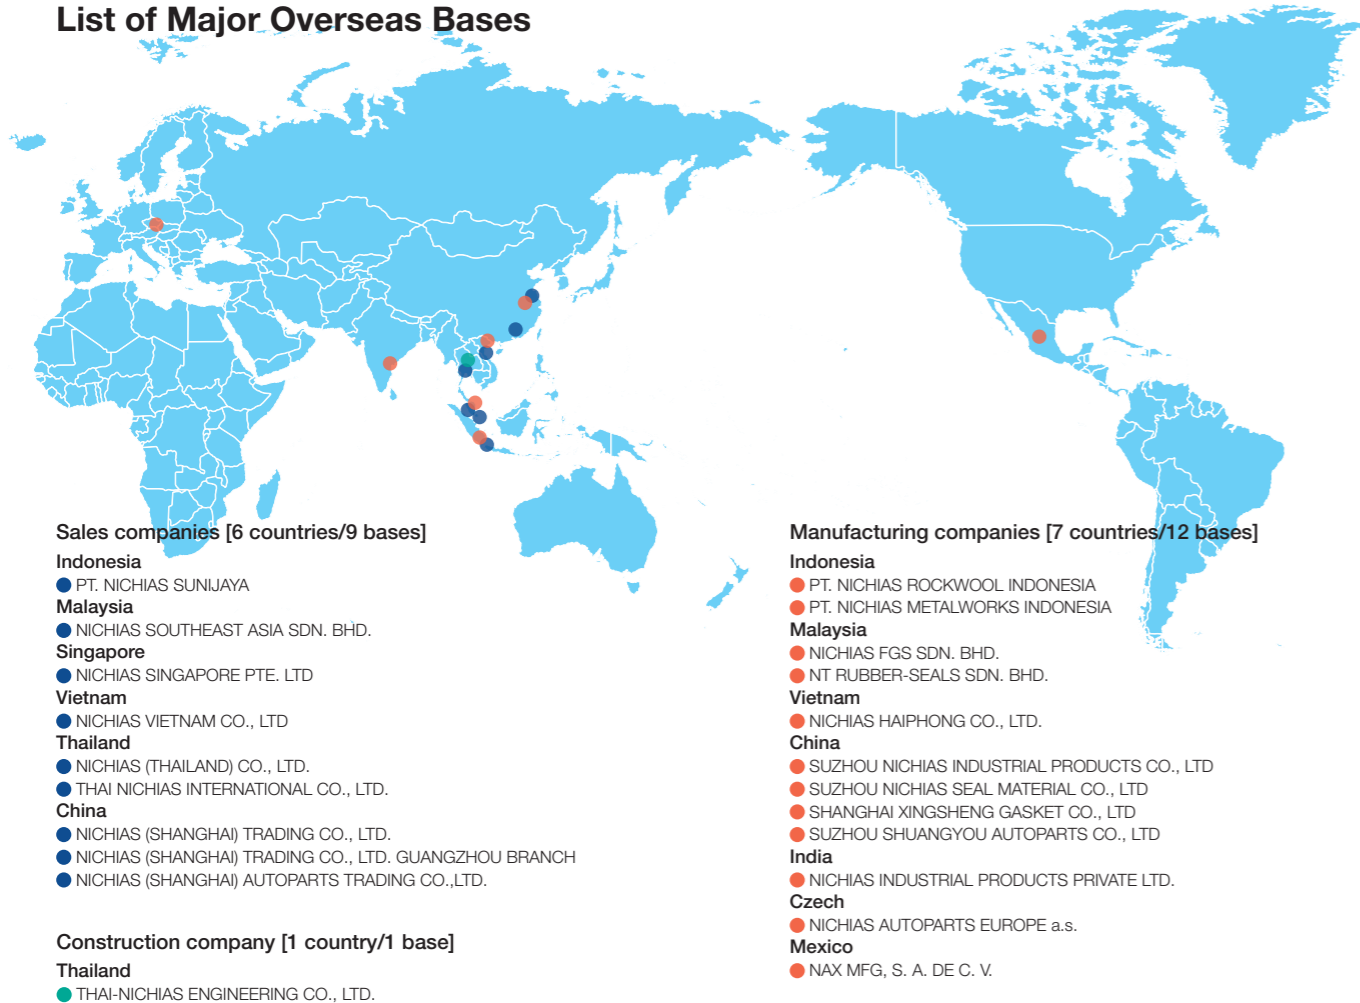 List of Major Overseas Bases
Sales companies [6 countries/9 bases]
Indonesia
PT. NICHIAS SUNIJAYA
Malaysia
NICHIAS SOUTHEAST ASIA SDN. BHD.
Singapore
NICHIAS SINGAPORE PTE. LTD
Vietnam
NICHIAS VIETNAM CO., LTD
Thailand
NICHIAS (THAILAND) CO., LTD.
THAI NICHIAS INTERNATIONAL CO., LTD.
China
NICHIAS (SHANGHAI) TRADING CO., LTD.
NICHIAS (SHANGHAI) TRADING CO., LTD. GUANGZHOU BRANCH
NICHIAS (SHANGHAI) AUTOPARTS TRADING CO.,LTD.
Construction company [1 country/1 base]
Thailand
THAI-NICHIAS ENGINEERING CO., LTD.
Manufacturing companies [7 countries/12 bases]
Indonesia
PT. NICHIAS ROCKWOOL INDONESIA
PT. NICHIAS METALWORKS INDONESIA
Malaysia
NICHIAS FGS SDN. BHD.
NT RUBBER-SEALS SDN. BHD.
Vietnam
NICHIAS HAIPHONG CO., LTD.
China
SUZHOU NICHIAS INDUSTRIAL PRODUCTS CO., LTD
SUZHOU NICHIAS SEAL MATERIAL CO., LTD
SHANGHAI XINGSHENG GASKET CO., LTD
SUZHOU SHUANGYOU AUTOPARTS CO., LTD
India
NICHIAS INDUSTRIAL PRODUCTS PRIVATE LTD.
Czech
NICHIAS AUTOPARTS EUROPE a.s.
Mexico
NAX MFG, S. A. DE C. V.